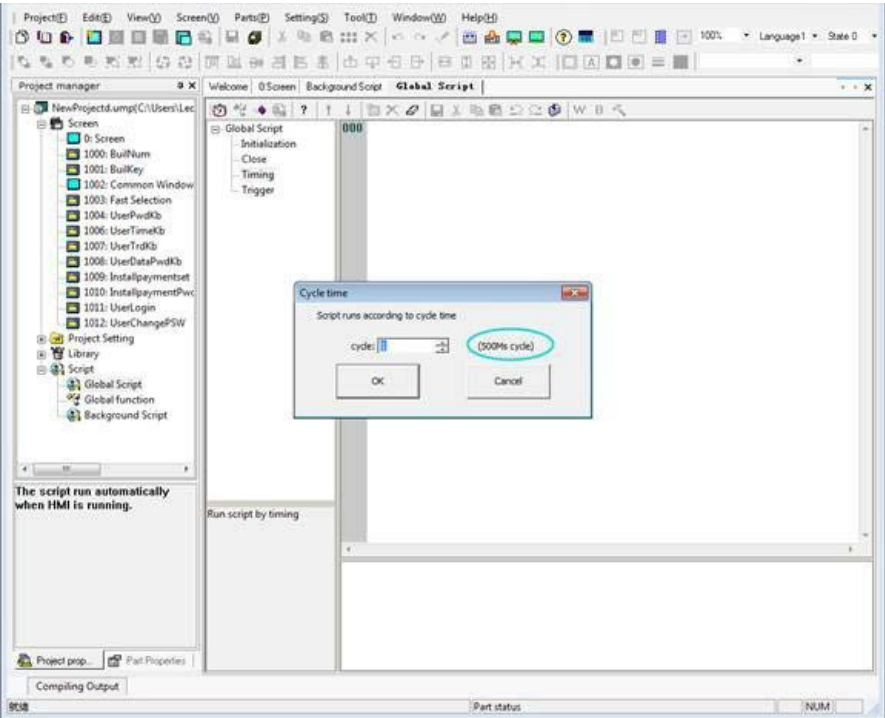 Project(F) Edit(E) View(V) Screen(V) Parts(P) Setting(S) Tool(T) Window(W) Help(H)
100% Language1 State 0
Project manager
Welcome 0Screen Background Script Global Script
NewProjectd.ump(C:\Users\Lec
Screen
0: Screen
1000: BuilNum
1001: BuilKey
1002: Common Window
1003: Fast Selection
1004: UserPwdKb
1006: UserTimeKb
1007: UserTrdKb
1008: UserDataPwdKb
1009: Installpaymentset
1010: InstallpaymentPwc
1011: UserLogin
1012: UserChangePSW
Project Setting
Library
Script
Global Script
Global function
Background Script
? W B
Global Script
Initialization
Close
Timing
Trigger
000
Cycle time
Script runs according to cycle time
cycle: (500Ms cycle)
OK Cancel
The script run automatically
when HMI is running.
Run script by timing
Project prop... Part Properties
Compiling Output
Part status NUM